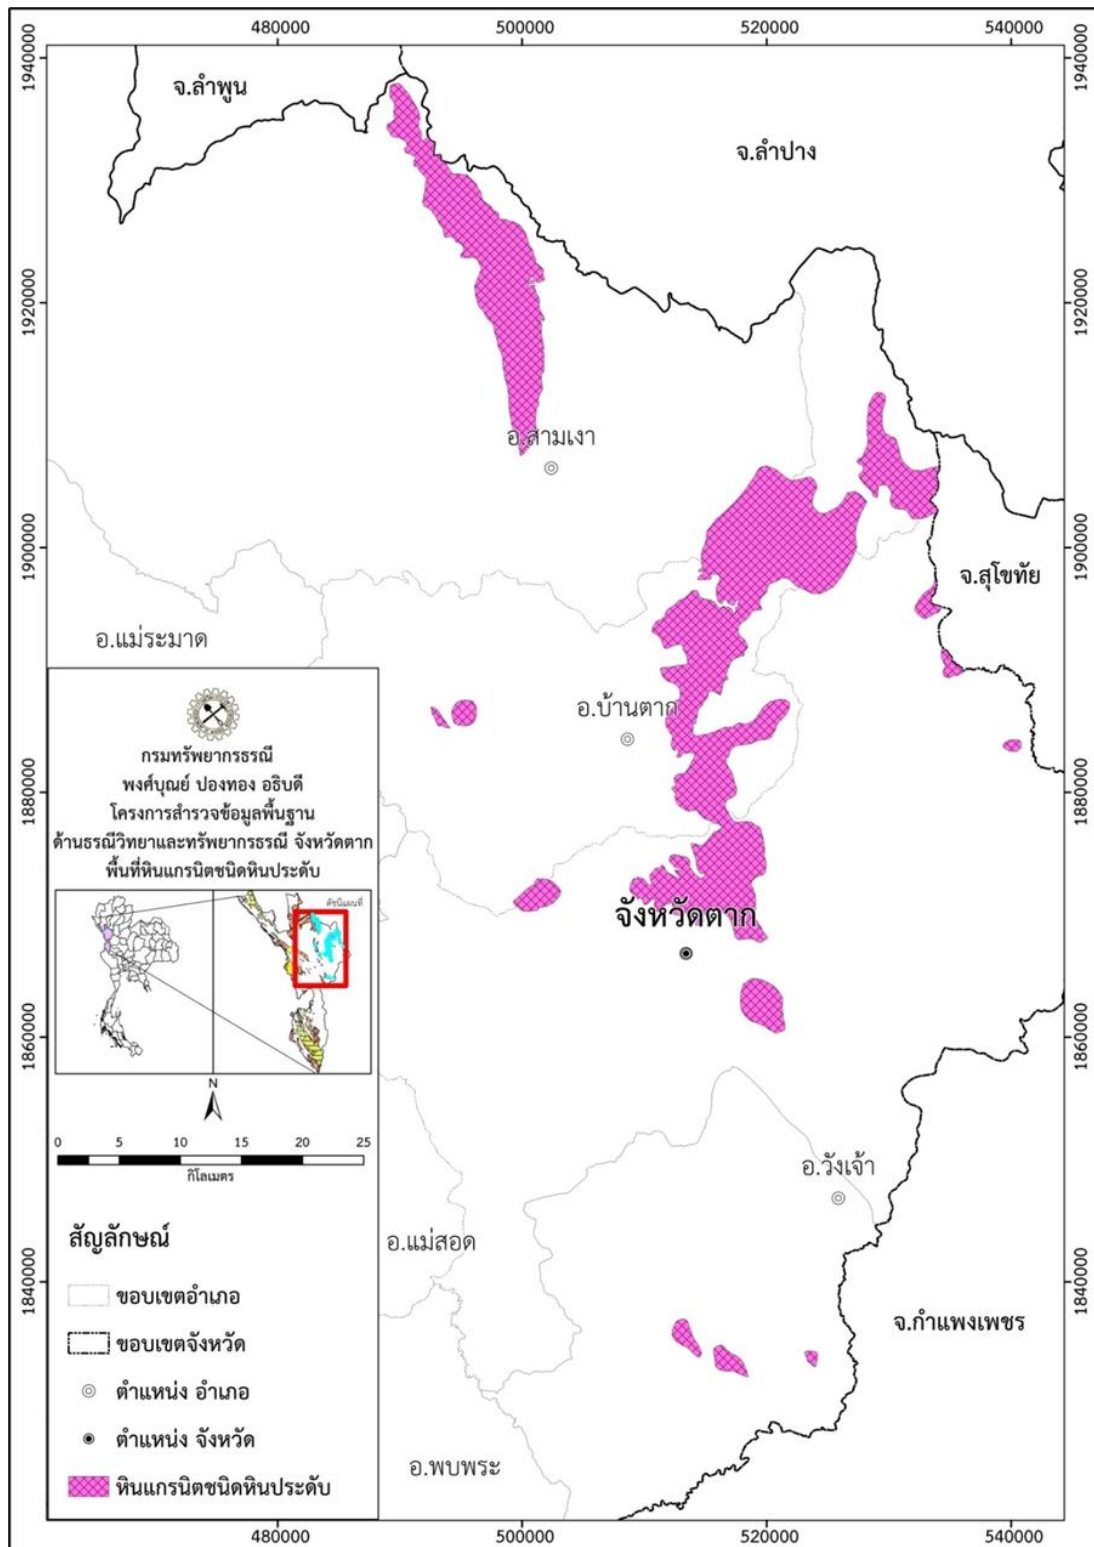 480000 500000 520000 540000
1940000 1940000
จ.ลำพูน
จ.ลำปาง
1920000 1920000
อ.สามเงา
1900000 1900000
จ.สุโขทัย
อ.แม่ระมาด
อ.บ้านตาก
กรมทรัพยากรธรณี
พงศ์บุณย์ ปองทอง อธิบดี
โครงการสำรวจข้อมูลพื้นฐาน
ด้านธรณีวิทยาและทรัพยากรธรณี จังหวัดตาก
พื้นที่หินแกรนิตชนิดหินประดับ
1880000 1880000
ดัชนีแผนที่
จังหวัดตาก
1860000 1860000
N
0 5 10 15 20 25
กิโลเมตร
อ.วังเจ้า
อ.แม่สอด
1840000 1840000
จ.กำแพงเพชร
อ.พบพระ
สัญลักษณ์
ขอบเขตอำเภอ
ขอบเขตจังหวัด
ตำแหน่ง อำเภอ
ตำแหน่ง จังหวัด
หินแกรนิตชนิดหินประดับ
480000 500000 520000 540000